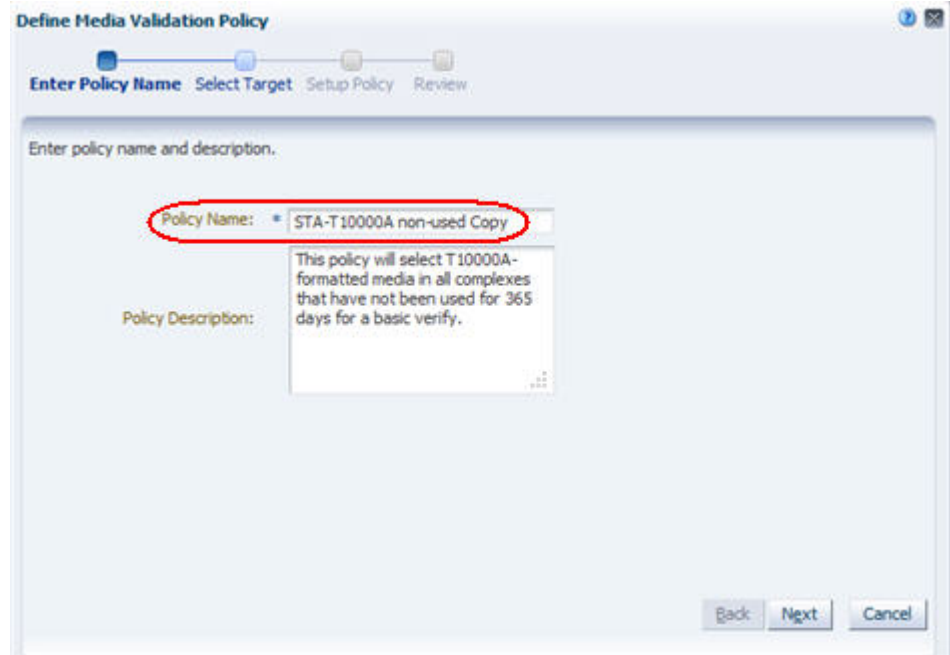 Define Media Validation Policy
Enter Policy Name Select Target Setup Policy Review
Enter policy name and description.
Policy Name: * STA-T10000A non-used Copy
This policy will select T10000A-
formatted media in all complexes
that have not been used for 365
Policy Description: days for a basic verify.
Back Next Cancel